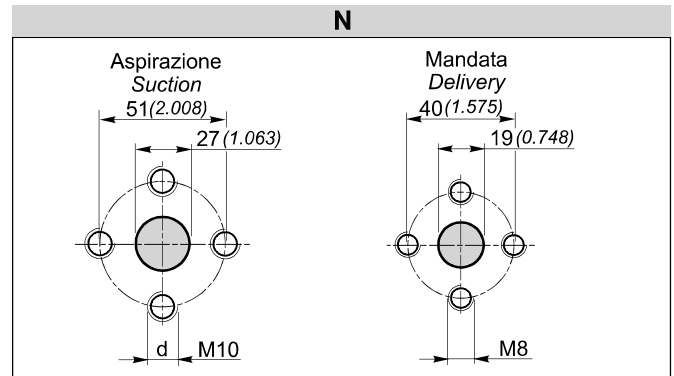 N
Aspirazione
Suction
51(2.008)
27(1.063)
d M10
Mandata
Delivery
40(1.575)
19(0.748)
M8